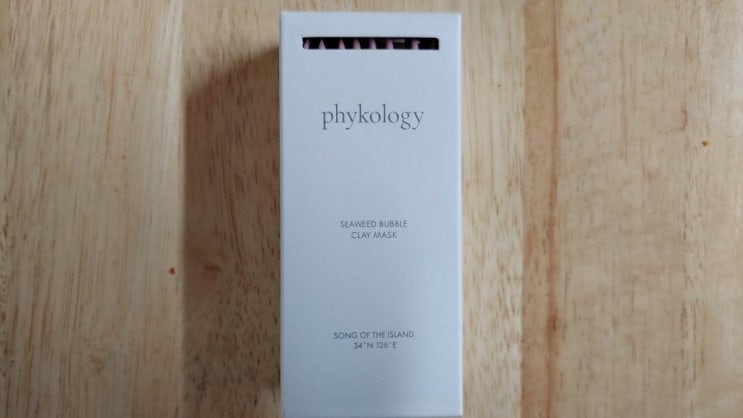 phykology
SEAWEED BUBBLE
CLAY MASK
SONG OF THE ISLAND
34°N 126°E